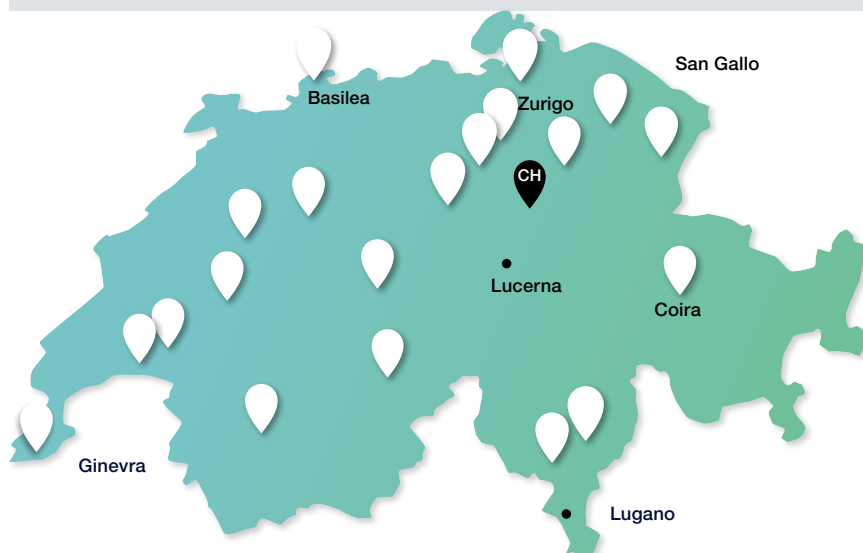 San Gallo
Basilea
Zurigo
CH
Lucerna
Coira
Ginevra
Lugano